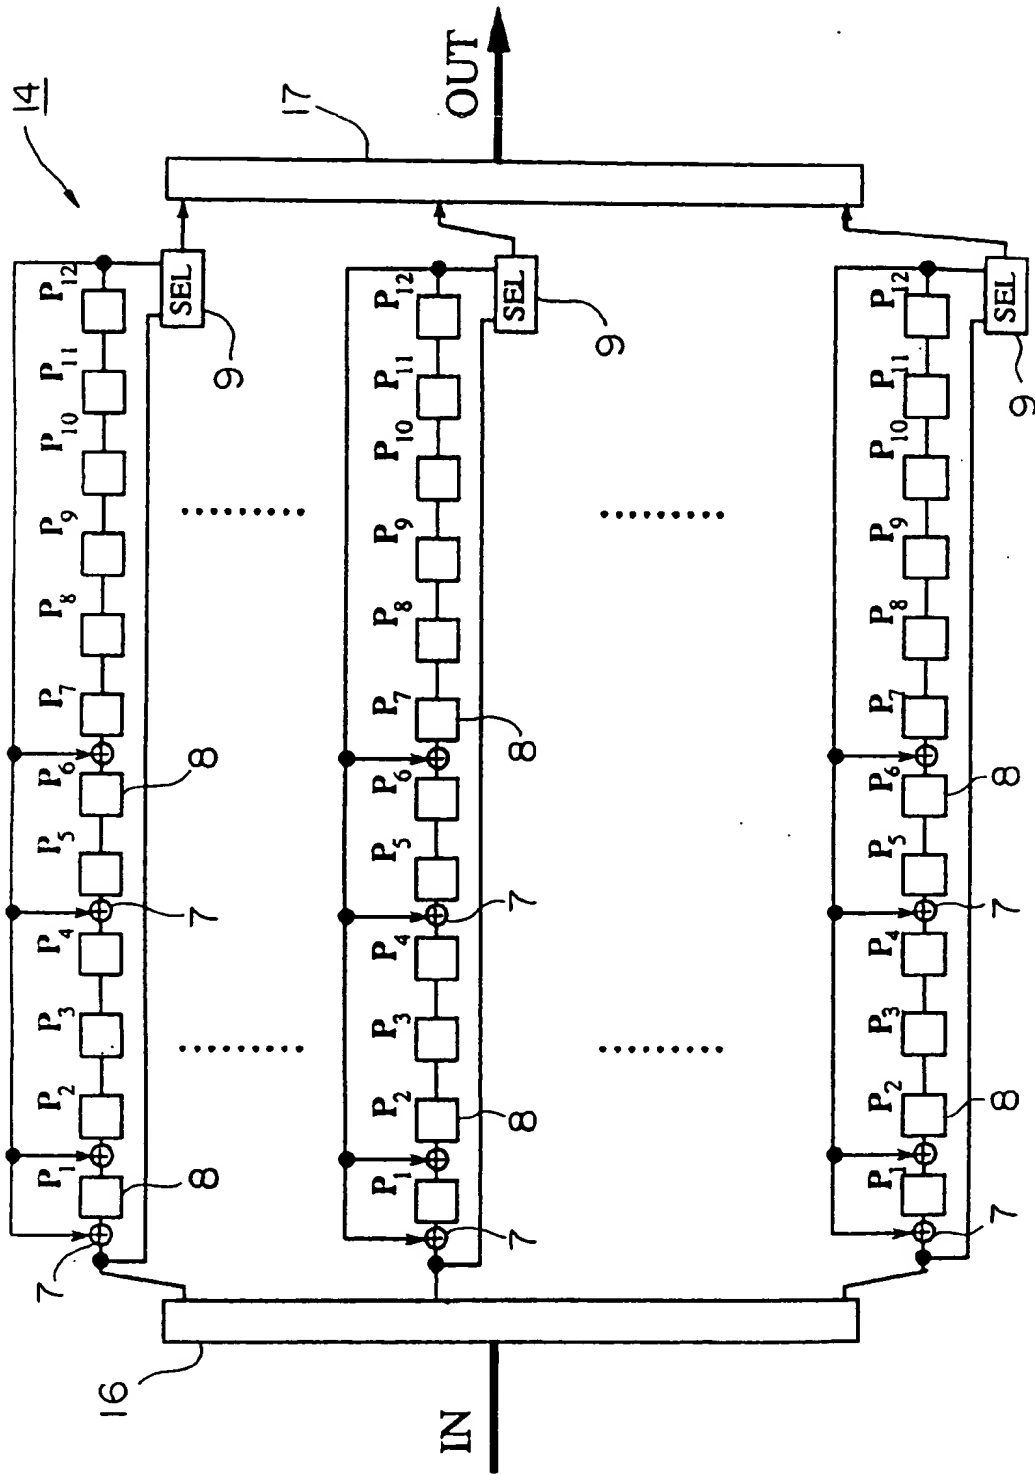 14
7 P1 P2 P3 P4 P5 P6 P7 P8 P9 P10 P11 P12
16
SEL
8 7 8
9
17
P1 P2 P3 P4 P5 P6 P7 P8 P9 P10 P11 P12
IN
OUT
SEL
7 8 7 8
9
P1 P2 P3 P4 P5 P6 P7 P8 P9 P10 P11 P12
SEL
7 8 7 8
9